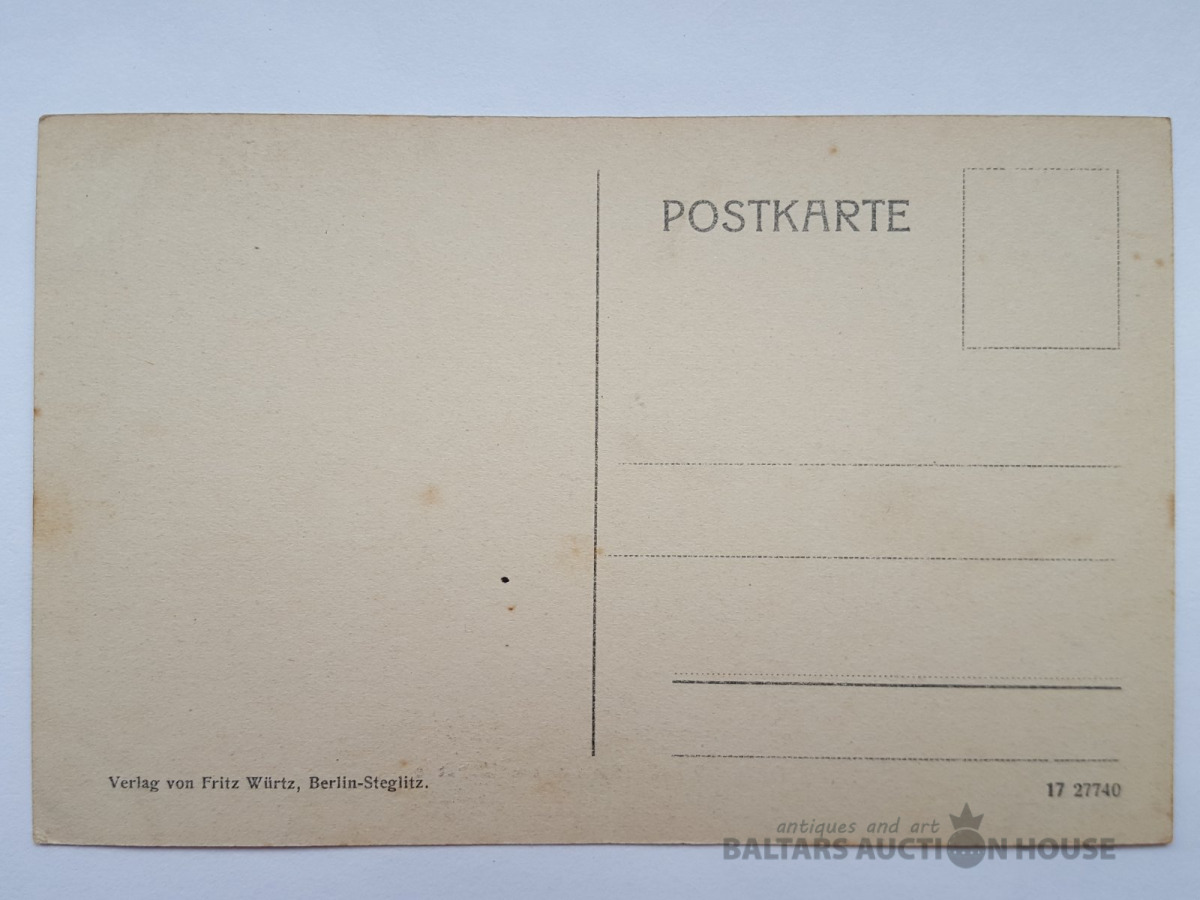 POSTKARTE
Verlag von Fritz Würtz, Berlin-Steglitz.
17 27740
antiques and art
BALTARS AUCTION HOUSE